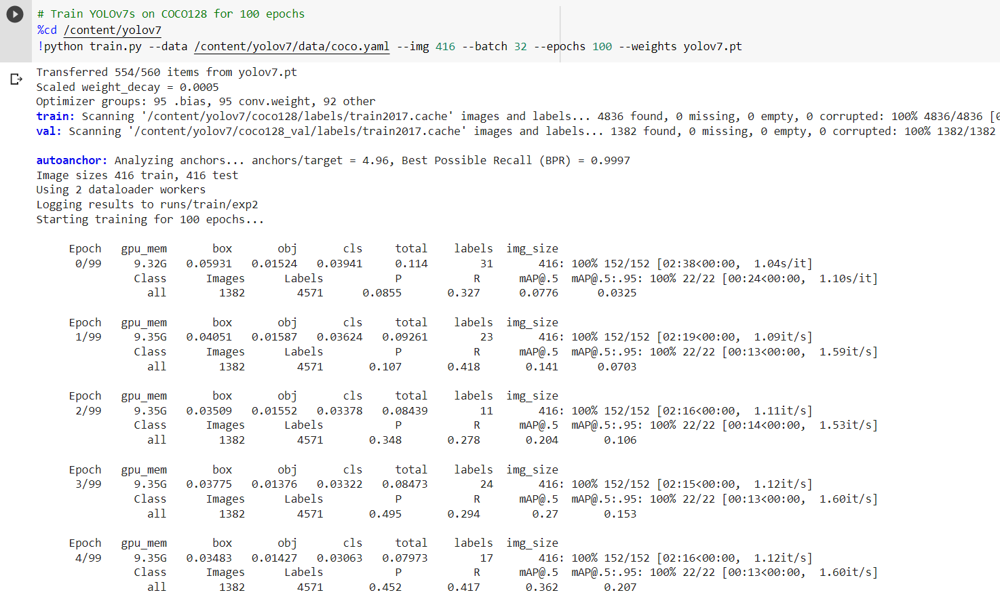 # Train YOLOv7s on COCO128 for 100 epochs
%cd /content/yolov7
!python train.py --data /content/yolov7/data/coco.yaml --img 416 --batch 32 --epochs 100 --weights yolov7.pt
Transferred 554/560 items from yolov7.pt
Scaled weight_decay = 0.0005
Optimizer groups: 95 .bias, 95 conv.weight, 92 other
train: Scanning '/content/yolov7/coco128/labels/train2017.cache' images and labels... 4836 found, 0 missing, 0 empty, 0 corrupted: 100% 4836/4836 [0
val: Scanning '/content/yolov7/coco128_val/labels/train2017.cache' images and labels... 1382 found, 0 missing, 0 empty, 0 corrupted: 100% 1382/1382
autoanchor: Analyzing anchors... anchors/target = 4.96, Best Possible Recall (BPR) = 0.9997
Image sizes 416 train, 416 test
Using 2 dataloader workers
Logging results to runs/train/exp2
Starting training for 100 epochs...
Epoch gpu_mem box obj cls total labels img_size
0/99 9.32G 0.05931 0.01524 0.03941 0.114 31 416: 100% 152/152 [02:38<00:00, 1.04s/it]
Class Images Labels P R mAP@.5 mAP@.5:.95: 100% 22/22 [00:24<00:00, 1.10s/it]
all 1382 4571 0.0855 0.327 0.0776 0.0325
Epoch gpu_mem box obj cls total labels img_size
1/99 9.35G 0.04051 0.01587 0.03624 0.09261 23 416: 100% 152/152 [02:19<00:00, 1.09it/s]
Class Images Labels P R mAP@.5 mAP@.5:.95: 100% 22/22 [00:13<00:00, 1.59it/s]
all 1382 4571 0.107 0.418 0.141 0.0703
Epoch gpu_mem box obj cls total labels img_size
2/99 9.35G 0.03509 0.01552 0.03378 0.08439 11 416: 100% 152/152 [02:16<00:00, 1.11it/s]
Class Images Labels P R mAP@.5 mAP@.5:.95: 100% 22/22 [00:14<00:00, 1.53it/s]
all 1382 4571 0.348 0.278 0.204 0.106
Epoch gpu_mem box obj cls total labels img_size
3/99 9.35G 0.03775 0.01376 0.03322 0.08473 24 416: 100% 152/152 [02:15<00:00, 1.12it/s]
Class Images Labels P R mAP@.5 mAP@.5:.95: 100% 22/22 [00:13<00:00, 1.60it/s]
all 1382 4571 0.495 0.294 0.27 0.153
Epoch gpu_mem box obj cls total labels img_size
4/99 9.35G 0.03483 0.01427 0.03063 0.07973 17 416: 100% 152/152 [02:16<00:00, 1.12it/s]
Class Images Labels P R mAP@.5 mAP@.5:.95: 100% 22/22 [00:13<00:00, 1.60it/s]
all 1382 4571 0.452 0.417 0.362 0.207